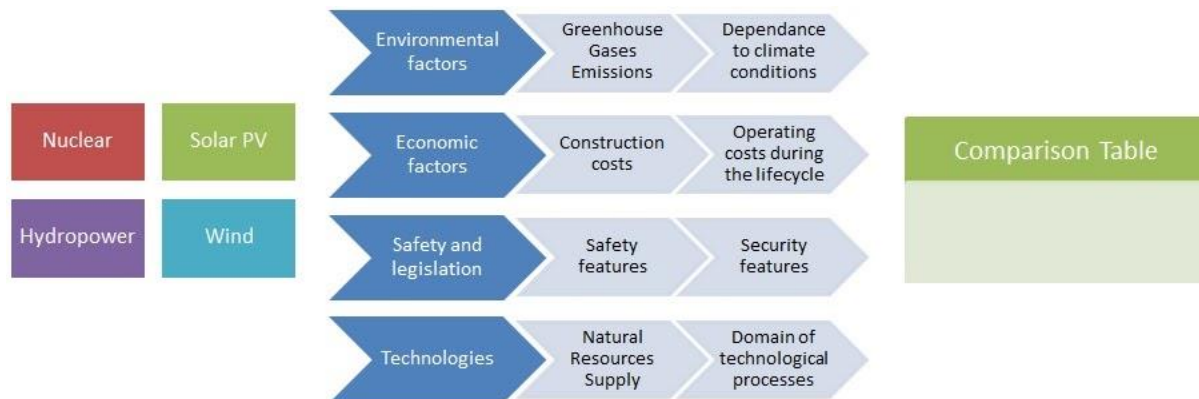 Nuclear
Solar PV
Hydropower
Wind
Environmental
factors
Greenhouse
Gases
Emissions
Dependance
to climate
conditions
Economic
factors
Construction
costs
Operating
costs during
the lifecycle
Safety and
legislation
Safety
features
Security
features
Technologies
Natural
Resources
Supply
Domain of
technological
processes
Comparison Table